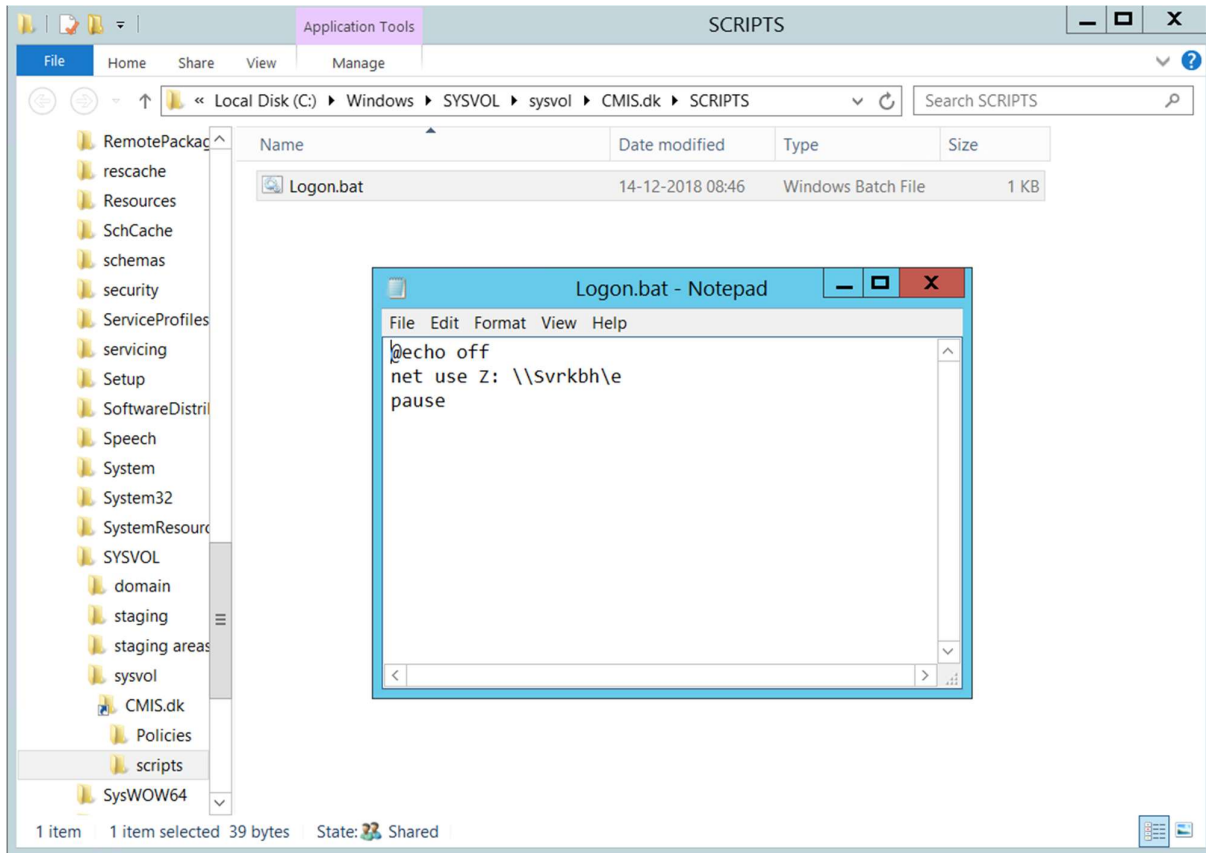 Application Tools
SCRIPTS
File Home Share View Manage
« Local Disk (C:) ▸ Windows ▸ SYSVOL ▸ sysvol ▸ CMIS.dk ▸ SCRIPTS
Search SCRIPTS
Name Date modified Type Size
Logon.bat 14-12-2018 08:46 Windows Batch File 1 KB
RemotePackag
rescache
Resources
SchCache
schemas
security
ServiceProfiles
servicing
Setup
SoftwareDistril
Speech
System
System32
SystemResourc
SYSVOL
domain
staging
staging areas
sysvol
CMIS.dk
Policies
scripts
SysWOW64
Logon.bat - Notepad
File Edit Format View Help
@echo off
net use Z: \\Svrkbh\e
pause
1 item 1 item selected 39 bytes State: Shared